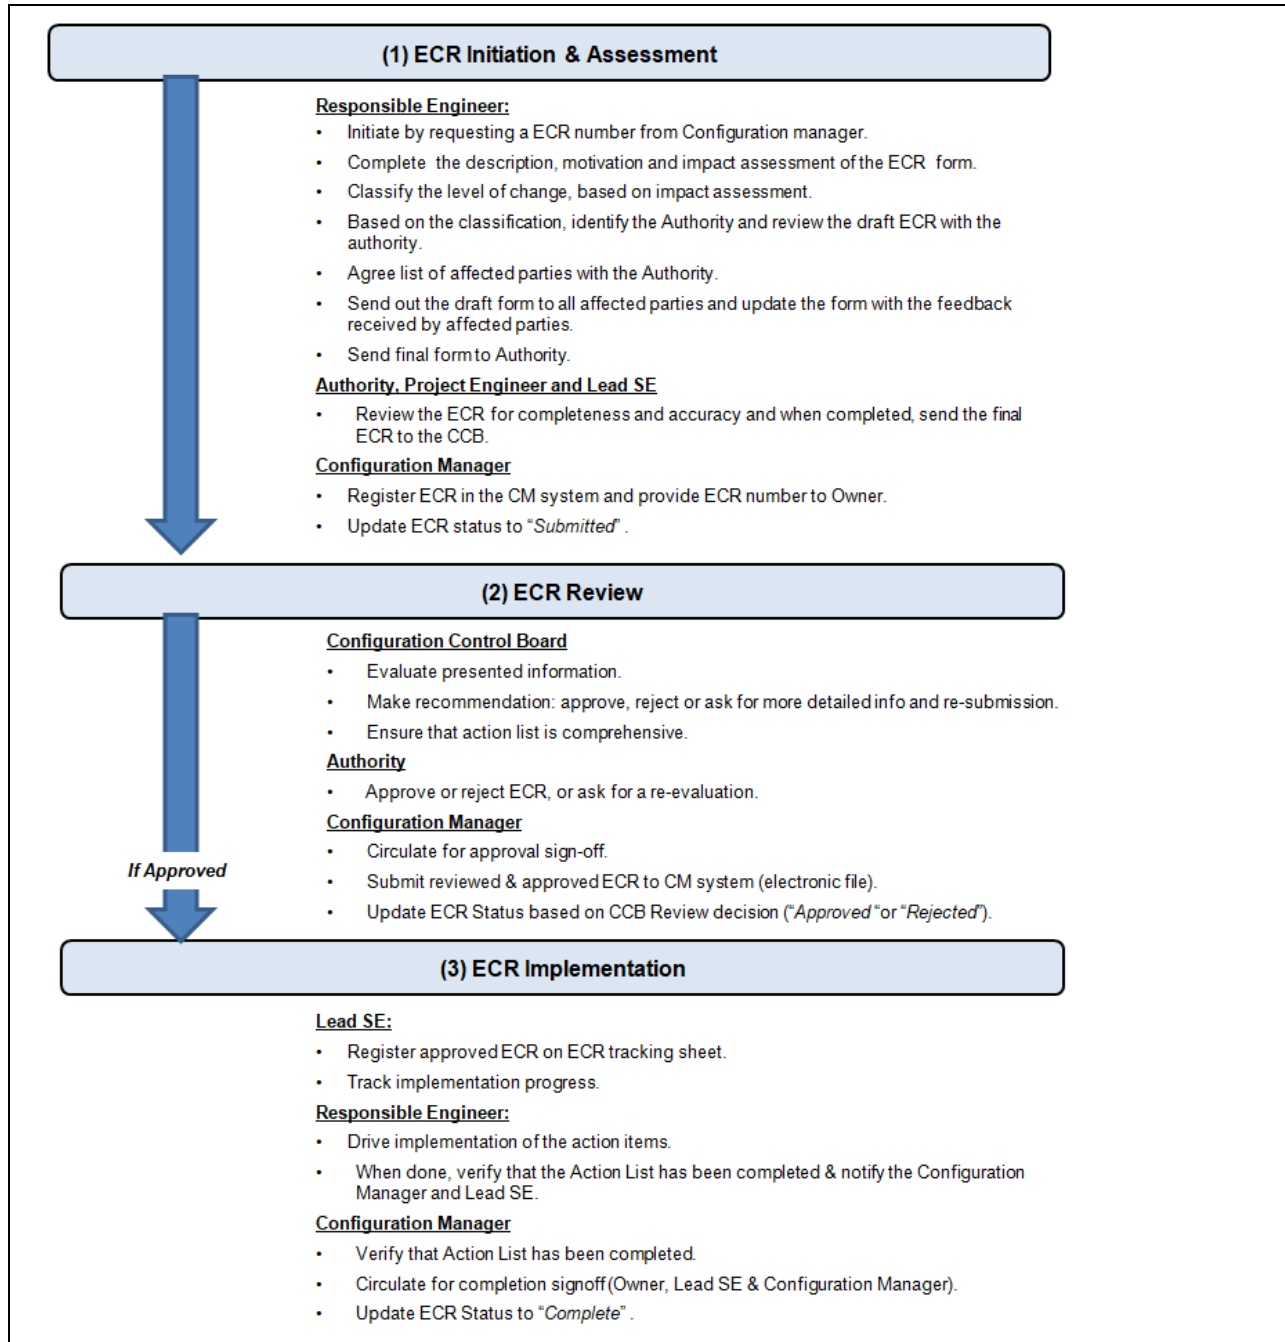 (1) ECR Initiation & Assessment
Responsible Engineer:
• Initiate by requesting a ECR number from Configuration manager.
• Complete the description, motivation and impact assessment of the ECR form.
• Classify the level of change, based on impact assessment.
• Based on the classification, identify the Authority and review the draft ECR with the
authority.
• Agree list of affected parties with the Authority.
• Send out the draft form to all affected parties and update the form with the feedback
received by affected parties.
• Send final form to Authority.
Authority, Project Engineer and Lead SE
• Review the ECR for completeness and accuracy and when completed, send the final
ECR to the CCB.
Configuration Manager
• Register ECR in the CM system and provide ECR number to Owner.
• Update ECR status to “Submitted” .
(2) ECR Review
Configuration Control Board
• Evaluate presented information.
• Make recommendation: approve, reject or ask for more detailed info and re-submission.
• Ensure that action list is comprehensive.
Authority
• Approve or reject ECR, or ask for a re-evaluation.
Configuration Manager
• Circulate for approval sign-off.
If Approved
• Submit reviewed & approved ECR to CM system (electronic file).
• Update ECR Status based on CCB Review decision (“Approved “or “Rejected”).
(3) ECR Implementation
Lead SE:
• Register approved ECR on ECR tracking sheet.
• Track implementation progress.
Responsible Engineer:
• Drive implementation of the action items.
• When done, verify that the Action List has been completed & notify the Configuration
Manager and Lead SE.
Configuration Manager
• Verify that Action List has been completed.
• Circulate for completion signoff (Owner, Lead SE & Configuration Manager).
• Update ECR Status to “Complete” .